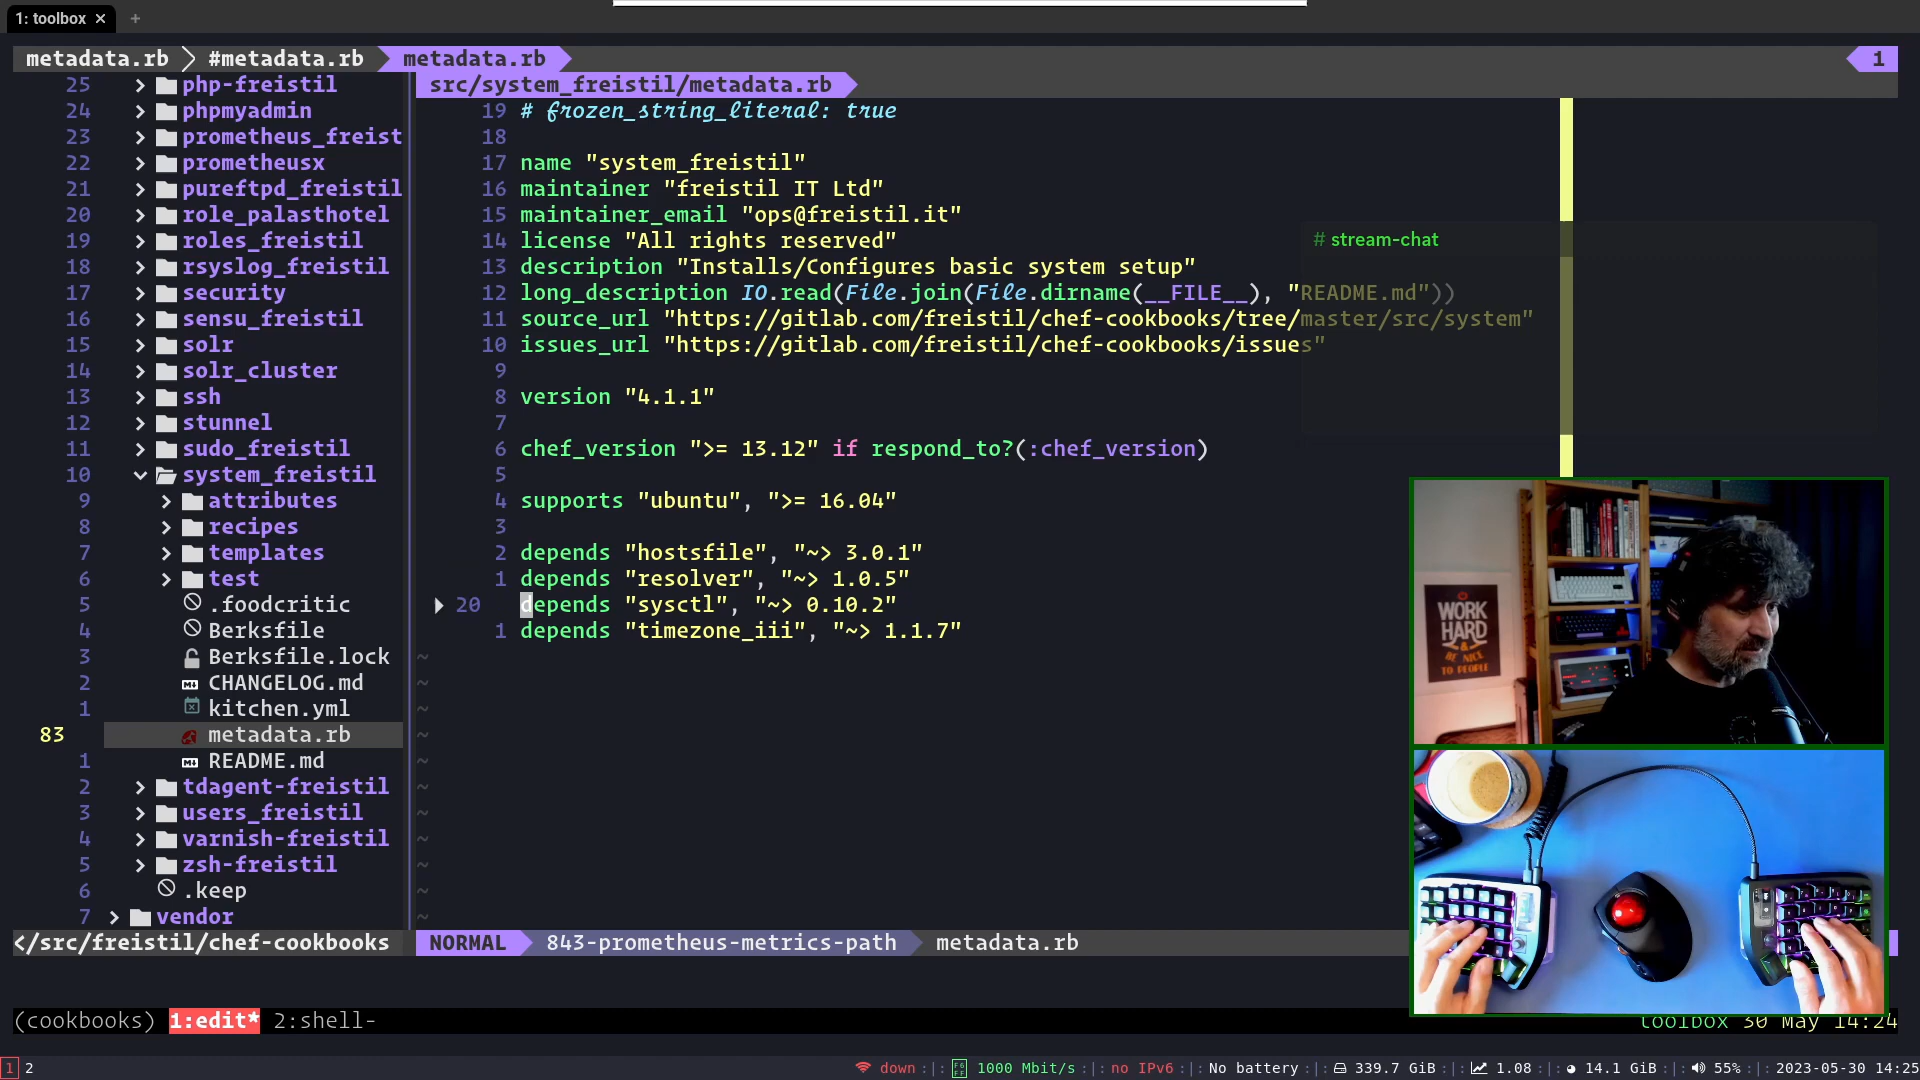 1: toolbox × +
metadata.rb #metadata.rb metadata.rb 1
src/system_freistil/metadata.rb
25 php-freistil
24 phpmyadmin
23 prometheus_freist
22 prometheusx
21 pureftpd_freistil
20 role_palasthotel
19 roles_freistil
18 rsyslog_freistil
17 security
16 sensu_freistil
15 solr
14 solr_cluster
13 ssh
12 stunnel
11 sudo_freistil
10 system_freistil
9 attributes
8 recipes
7 templates
6 test
5 .foodcritic
4 Berksfile
3 Berksfile.lock
2 CHANGELOG.md
1 kitchen.yml
83 metadata.rb
1 README.md
2 tdagent-freistil
3 users_freistil
4 varnish-freistil
5 zsh-freistil
6 .keep
7 vendor
</src/freistil/chef-cookbooks
19 # frozen_string_literal: true
18
17 name "system_freistil"
16 maintainer "freistil IT Ltd"
15 maintainer_email "ops@freistil.it"
14 license "All rights reserved"
13 description "Installs/Configures basic system setup"
12 long_description IO.read(File.join(File.dirname(__FILE__), "README.md"))
11 source_url "https://gitlab.com/freistil/chef-cookbooks/tree/master/src/system"
10 issues_url "https://gitlab.com/freistil/chef-cookbooks/issues"
9
8 version "4.1.1"
7
6 chef_version ">= 13.12" if respond_to?(:chef_version)
5
4 supports "ubuntu", ">= 16.04"
3
2 depends "hostsfile", "~> 3.0.1"
1 depends "resolver", "~> 1.0.5"
20 depends "sysctl", "~> 0.10.2"
1 depends "timezone_iii", "~> 1.1.7"
~
~
~
~
~
~
~
~
~
~
~
# stream-chat
WORK
HARD
&
BE NICE
TO PEOPLE
NORMAL 843-prometheus-metrics-path metadata.rb
(cookbooks) 1:edit* 2:shell- toolbox 30 May 14:24
1 2 down :|: 1000 Mbit/s :|: no IPv6 :|: No battery :|: 339.7 GiB :|: 1.08 :|: 14.1 GiB :|: 55% :|: 2023-05-30 14:25